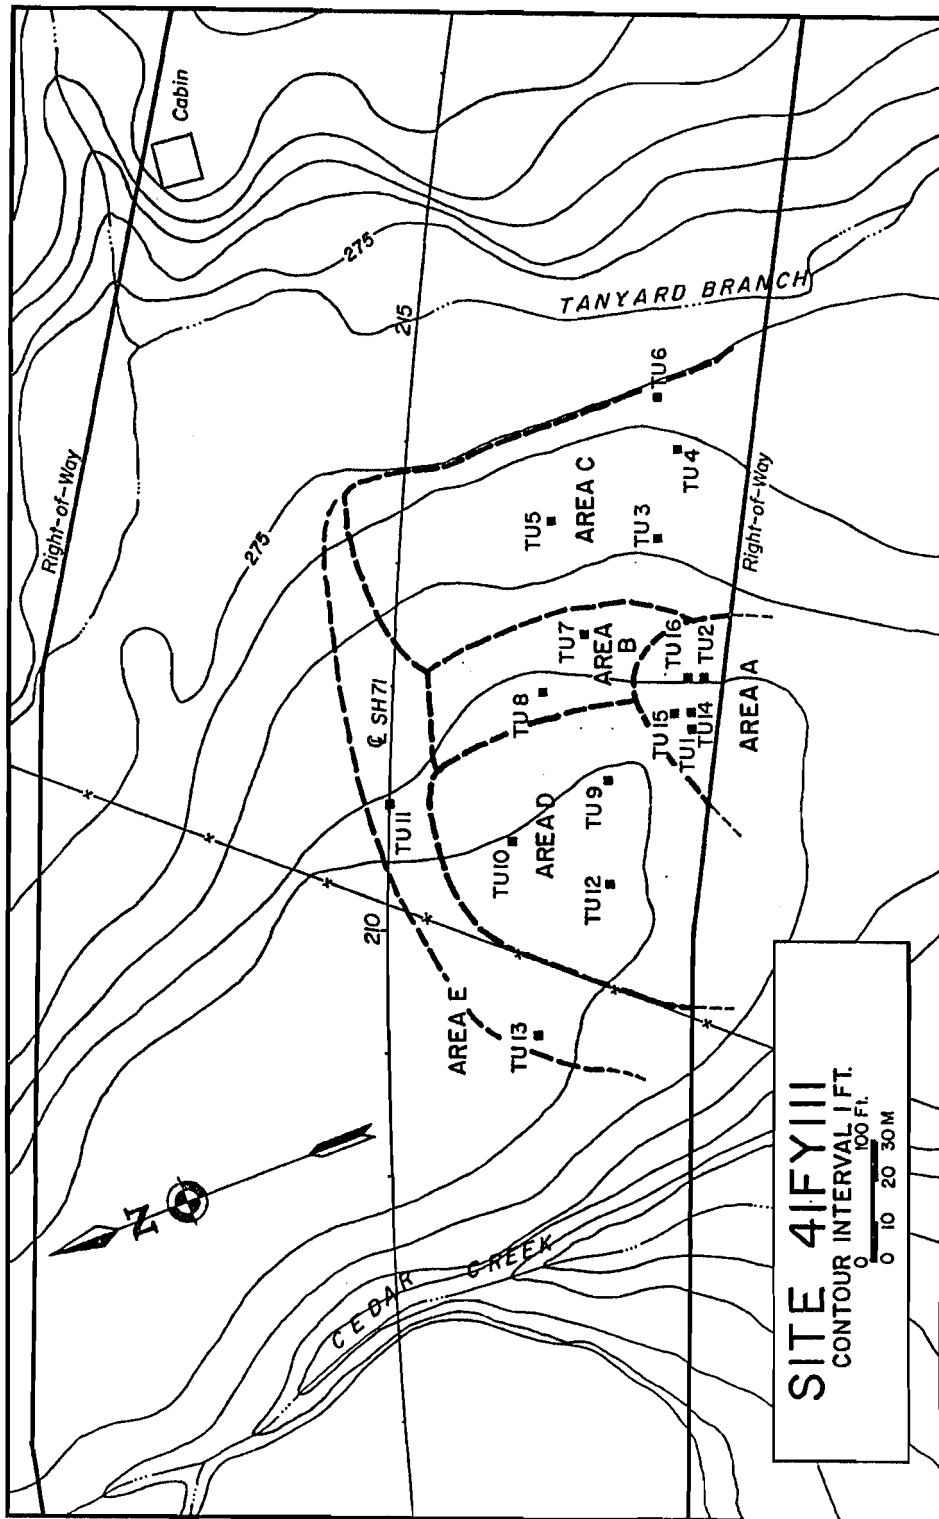 Cabin
275
215
TANYARD BRANCH
Right-of-Way
TU6
TU4
AREA C
TU5
TU3
275
Right-of-Way
TU16
TU2
TU7
AREA
B
AREA A
TU8
℄ SH71
TU15
TU1
TU14
TU9
TU11
AREA D
TU10
TU12
210
AREA E
TU13
N
CEDAR CREEK
SITE 41FY111
CONTOUR INTERVAL 1 FT.
0 100 Ft.
0 10 20 30 M